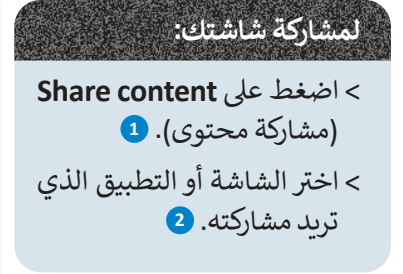 لمشاركة شاشتك:
> اضغط على Share content
(مشاركة محتوى). 1
> اختر الشاشة أو التطبيق الذي
تريد مشاركته. 2